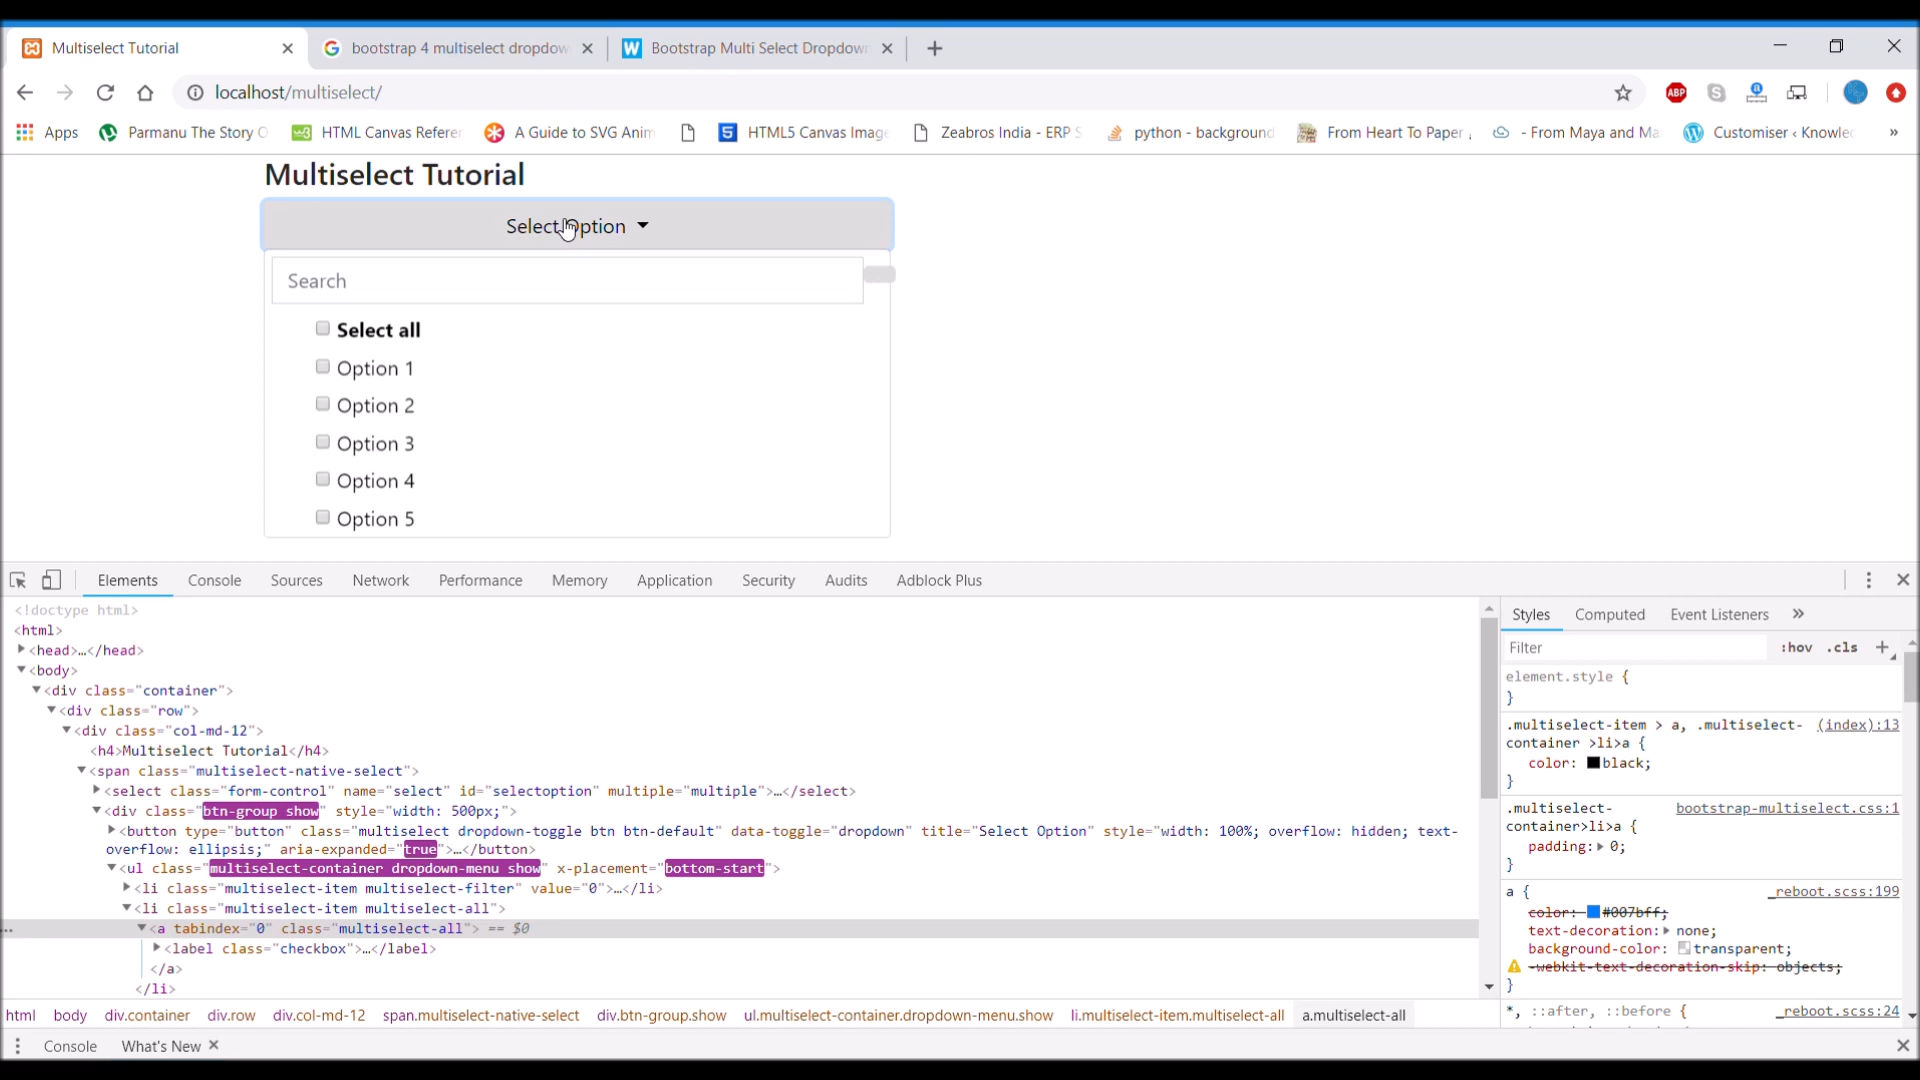 Multiselect Tutorial
bootstrap 4 multiselect dropdow
Bootstrap Multi Select Dropdown
localhost/multiselect/
ABP
Apps
Parmanu The Story O
HTML Canvas Refere
A Guide to SVG Anim
HTML5 Canvas Image
Zeabros India - ERP S
python - background
From Heart To Paper
- From Maya and Ma
Customiser ‹ Knowled
»
Multiselect Tutorial
Select Option
Search
Select all
Option 1
Option 2
Option 3
Option 4
Option 5
Elements Console Sources Network Performance Memory Application Security Audits Adblock Plus
<!doctype html>
<html>
<head>…</head>
<body>
<div class="container">
<div class="row">
<div class="col-md-12">
<h4>Multiselect Tutorial</h4>
<span class="multiselect-native-select">
<select class="form-control" name="select" id="selectoption" multiple="multiple">…</select>
<div class="btn-group show" style="width: 500px;">
<button type="button" class="multiselect dropdown-toggle btn btn-default" data-toggle="dropdown" title="Select Option" style="width: 100%; overflow: hidden; text-
overflow: ellipsis;" aria-expanded="true">…</button>
<ul class="multiselect-container dropdown-menu show" x-placement="bottom-start">
<li class="multiselect-item multiselect-filter" value="0">…</li>
<li class="multiselect-item multiselect-all">
<a tabindex="0" class="multiselect-all"> == $0
<label class="checkbox">…</label>
</a>
</li>
html body div.container div.row div.col-md-12 span.multiselect-native-select div.btn-group.show ul.multiselect-container.dropdown-menu.show li.multiselect-item.multiselect-all a.multiselect-all
Console What's New
Styles Computed Event Listeners »
Filter :hov .cls +
element.style {
}
.multiselect-item > a, .multiselect- (index):13
container >li>a {
color: black;
}
.multiselect- bootstrap-multiselect.css:1
container>li>a {
padding: 0;
}
a { _reboot.scss:199
color: #007bff;
text-decoration: none;
background-color: transparent;
-webkit-text-decoration-skip: objects;
}
*, ::after, ::before { _reboot.scss:24